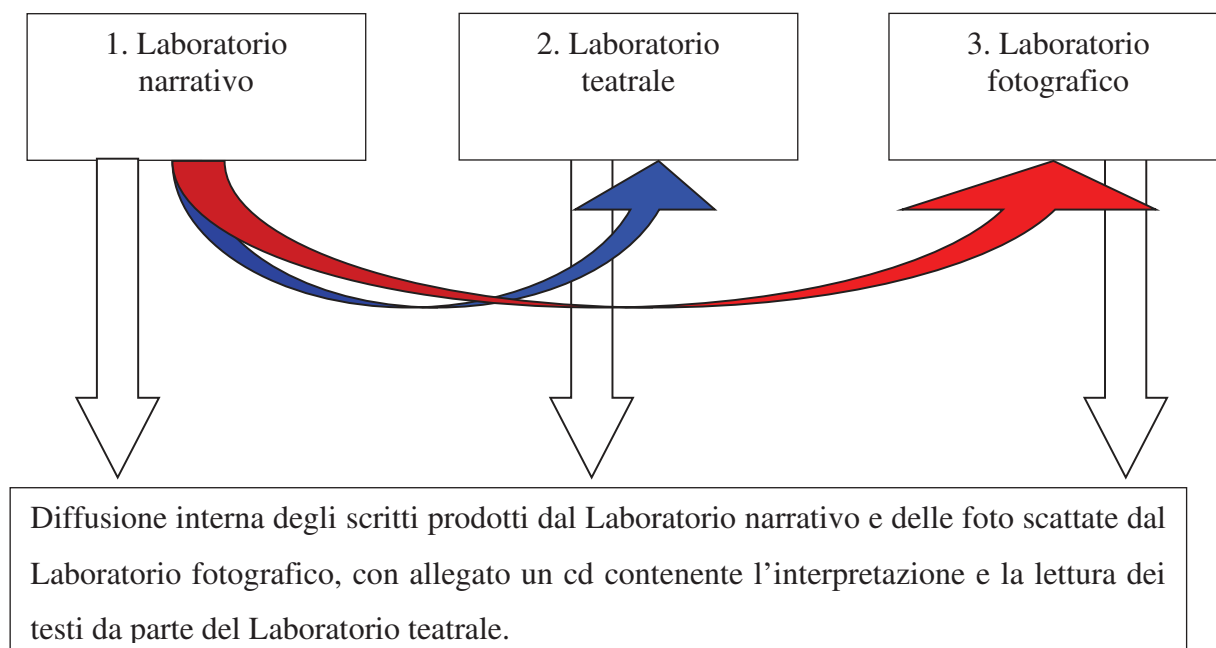 1. Laboratorio
narrativo
2. Laboratorio
teatrale
3. Laboratorio
fotografico
Diffusione interna degli scritti prodotti dal Laboratorio narrativo e delle foto scattate dal
Laboratorio fotografico, con allegato un cd contenente l’interpretazione e la lettura dei
testi da parte del Laboratorio teatrale.